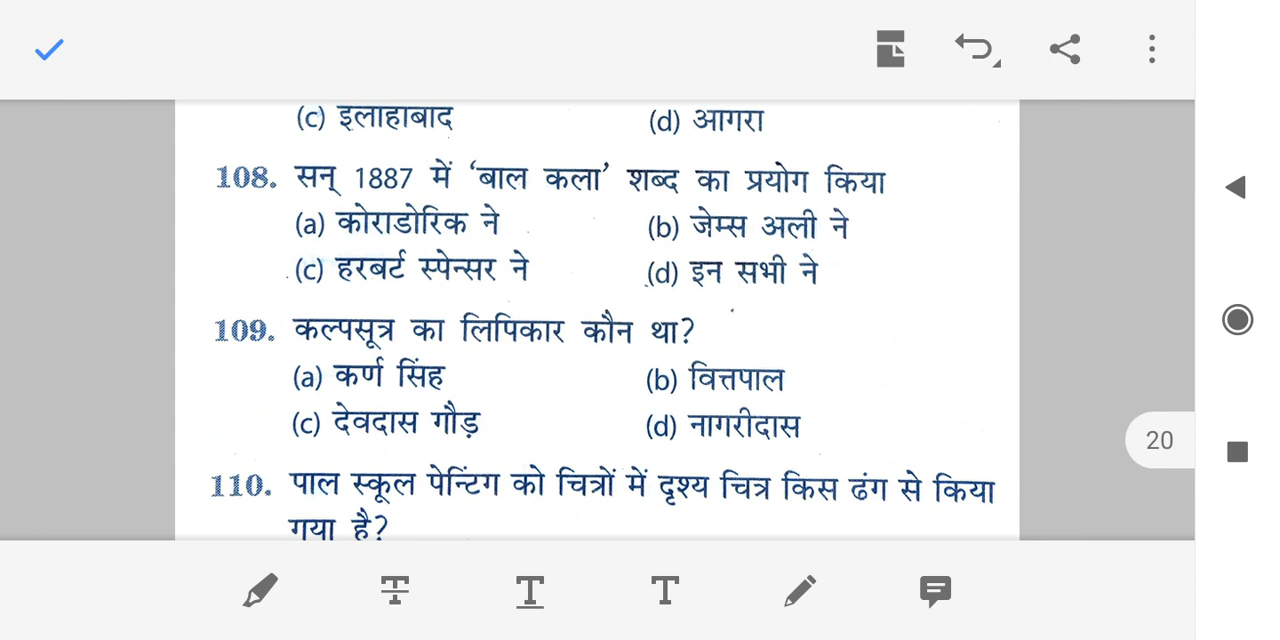 (c) इलाहाबाद (d) आगरा
108. सन् 1887 में ‘बाल कला’ शब्द का प्रयोग किया
(a) कोराडोरिक ने (b) जेम्स अली ने
(c) हरबर्ट स्पेन्सर ने (d) इन सभी ने
109. कल्पसूत्र का लिपिकार कौन था?
(a) कर्ण सिंह (b) वित्तपाल
(c) देवदास गौड़ (d) नागरीदास
20
110. पाल स्कूल पेन्टिंग को चित्रों में दृश्य चित्र किस ढंग से किया
गया है?